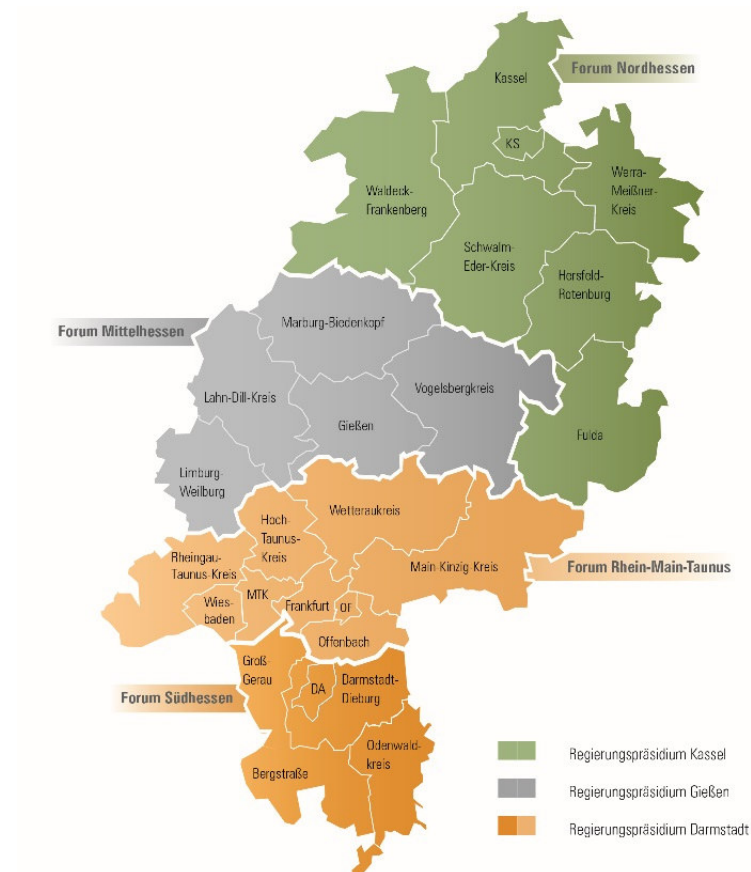 Forum Nordhessen
Kassel
KS
Werra-
Meißner-
Kreis
Waldeck-
Frankenberg
Schwalm-
Eder-Kreis
Hersfeld-
Rotenburg
Forum Mittelhessen
Marburg-Biedenkopf
Vogelsbergkreis
Lahn-Dill-Kreis
Gießen
Fulda
Limburg-
Weilburg
Wetteraukreis
Hoch-
Taunus-
Kreis
Rheingau-
Taunus-Kreis
Main-Kinzig-Kreis
Forum Rhein-Main-Taunus
MTK
Wies-
baden
Frankfurt
OF
Offenbach
Groß-
Gerau
Forum Südhessen
DA
Darmstadt-
Dieburg
Odenwald-
kreis
Bergstraße
Regierungspräsidium Kassel
Regierungspräsidium Gießen
Regierungspräsidium Darmstadt